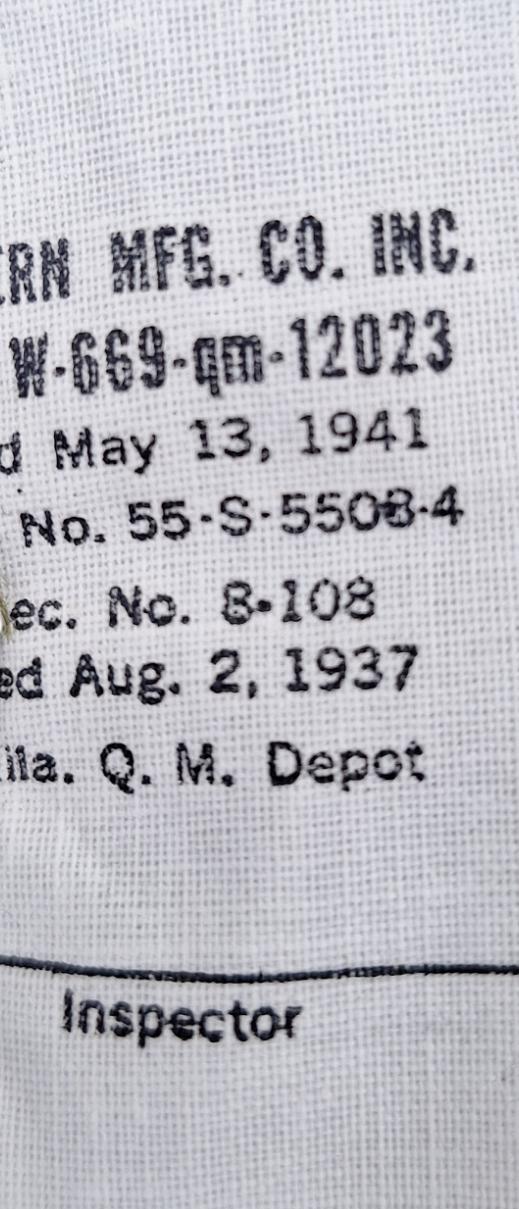 ERN MFG. CO. INC.
W-669-qm-12023
d May 13, 1941
No. 55-S-5508-4
ec. No. 8-108
ed Aug. 2, 1937
ila. Q. M. Depot
Inspector